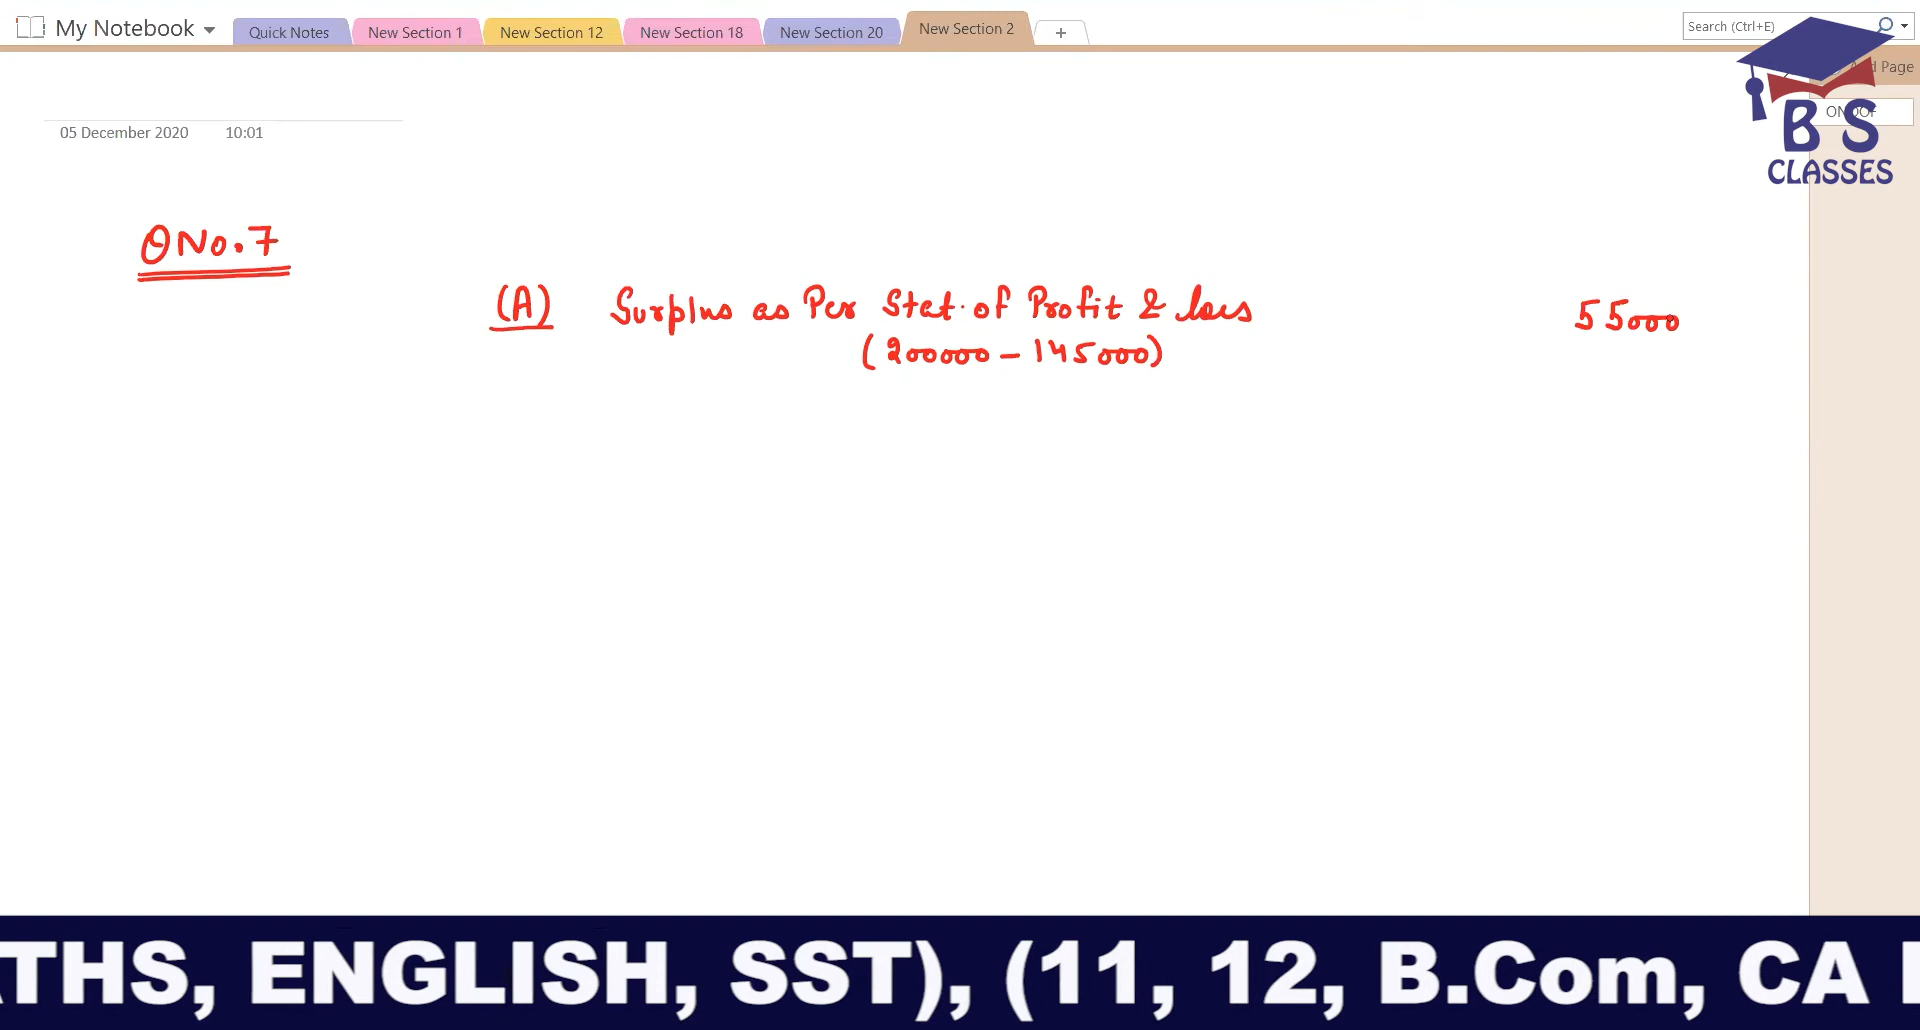 My Notebook
Quick Notes
New Section 1
New Section 12
New Section 18
New Section 20
New Section 2
+
Search (Ctrl+E)
Page
B S
CLASSES
05 December 2020 10:01
QNo.7
(A) Surplus as Per Stat. of Profit & loss 55000
(200000 - 145000)
THS, ENGLISH, SST), (11, 12, B.Com, CA